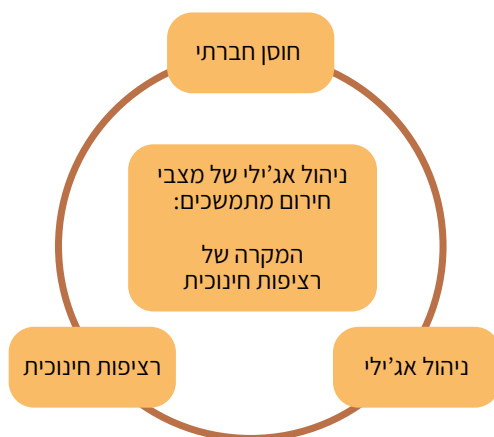 חוסן חברתי
ניהול אג׳ילי של מצבי
חירום מתמשכים:
המקרה של
רציפות חינוכית
ניהול אג׳ילי
רציפות חינוכית